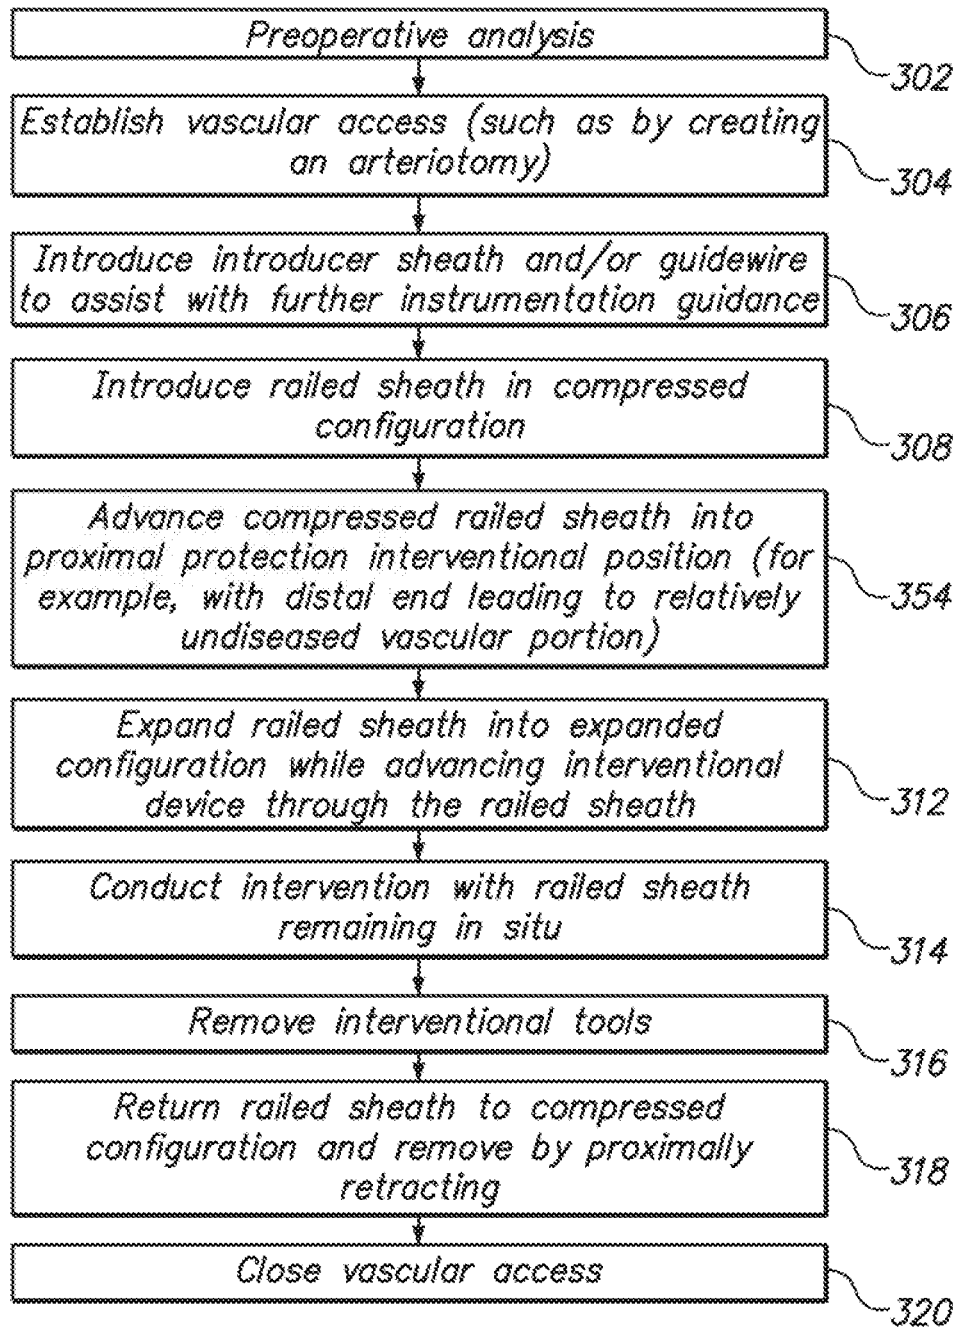 Preoperative analysis
302
Establish vascular access (such as by creating
an arteriotomy)
304
Introduce introducer sheath and/or guidewire
to assist with further instrumentation guidance
306
Introduce railed sheath in compressed
configuration
308
Advance compressed railed sheath into
proximal protection interventional position (for
example, with distal end leading to relatively
undiseased vascular portion)
354
Expand railed sheath into expanded
configuration while advancing interventional
device through the railed sheath
312
Conduct intervention with railed sheath
remaining in situ
314
Remove interventional tools
316
Return railed sheath to compressed
configuration and remove by proximally
retracting
318
Close vascular access
320